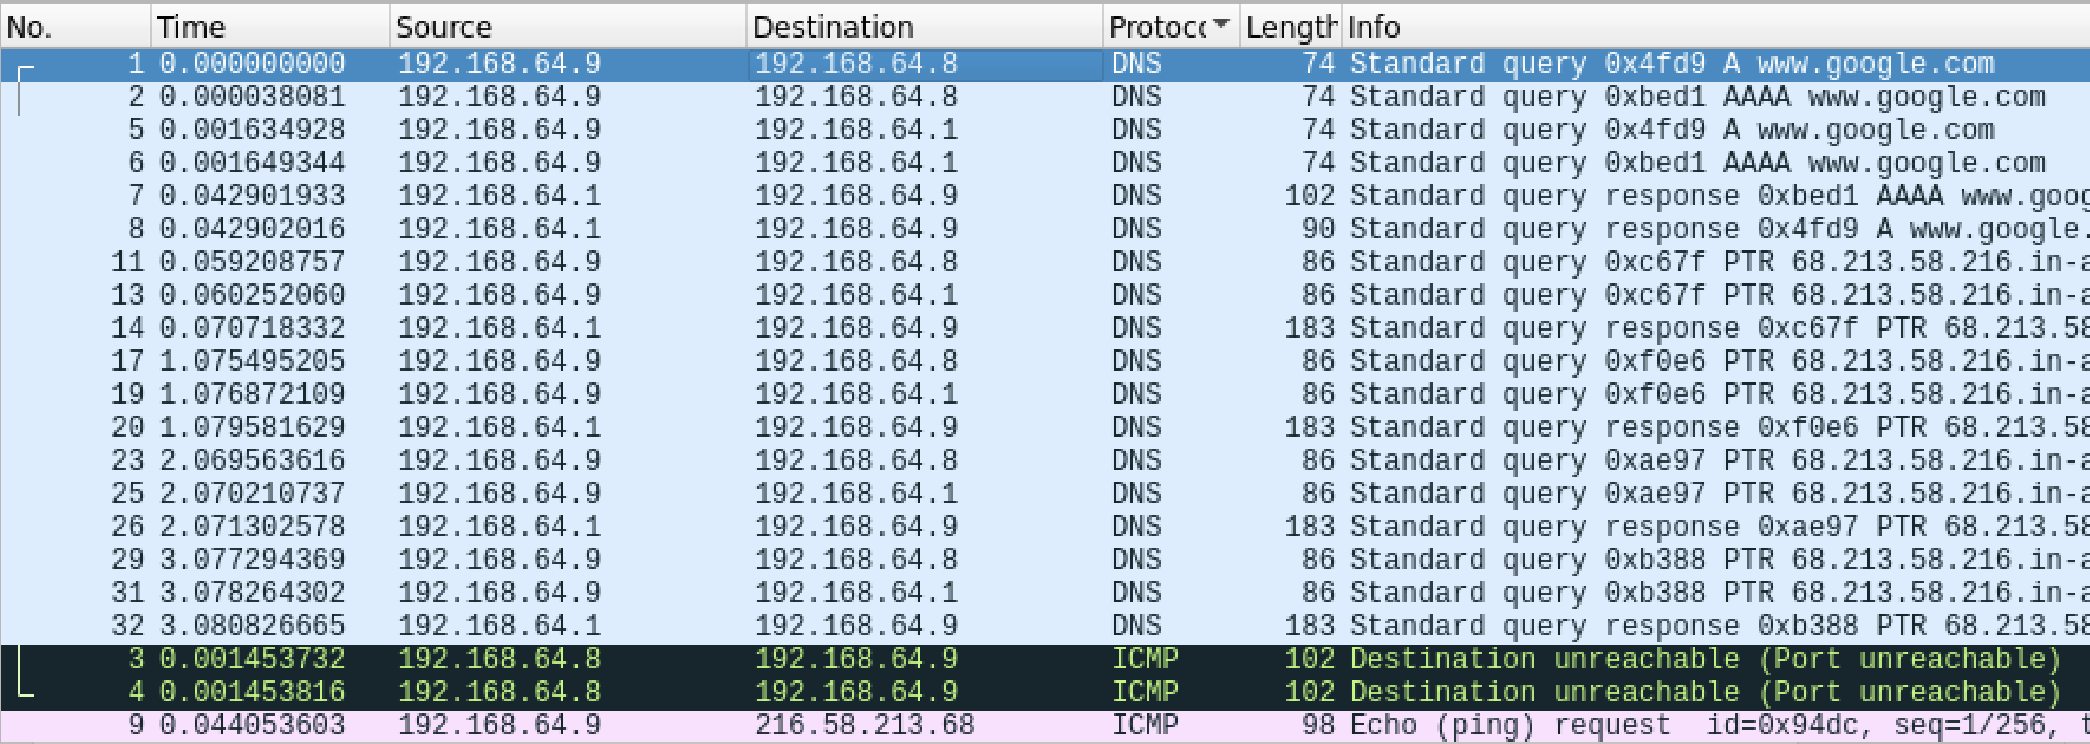 No. Time Source Destination Protoc Length Info
1 0.000000000 192.168.64.9 192.168.64.8 DNS 74 Standard query 0x4fd9 A www.google.com
2 0.000038081 192.168.64.9 192.168.64.8 DNS 74 Standard query 0xbed1 AAAA www.google.com
5 0.001634928 192.168.64.9 192.168.64.1 DNS 74 Standard query 0x4fd9 A www.google.com
6 0.001649344 192.168.64.9 192.168.64.1 DNS 74 Standard query 0xbed1 AAAA www.google.com
7 0.042901933 192.168.64.1 192.168.64.9 DNS 102 Standard query response 0xbed1 AAAA www.goog
8 0.042902016 192.168.64.1 192.168.64.9 DNS 90 Standard query response 0x4fd9 A www.google.
11 0.059208757 192.168.64.9 192.168.64.8 DNS 86 Standard query 0xc67f PTR 68.213.58.216.in-a
13 0.060252060 192.168.64.9 192.168.64.1 DNS 86 Standard query 0xc67f PTR 68.213.58.216.in-a
14 0.070718332 192.168.64.1 192.168.64.9 DNS 183 Standard query response 0xc67f PTR 68.213.58
17 1.075495205 192.168.64.9 192.168.64.8 DNS 86 Standard query 0xf0e6 PTR 68.213.58.216.in-a
19 1.076872109 192.168.64.9 192.168.64.1 DNS 86 Standard query 0xf0e6 PTR 68.213.58.216.in-a
20 1.079581629 192.168.64.1 192.168.64.9 DNS 183 Standard query response 0xf0e6 PTR 68.213.58
23 2.069563616 192.168.64.9 192.168.64.8 DNS 86 Standard query 0xae97 PTR 68.213.58.216.in-a
25 2.070210737 192.168.64.9 192.168.64.1 DNS 86 Standard query 0xae97 PTR 68.213.58.216.in-a
26 2.071302578 192.168.64.1 192.168.64.9 DNS 183 Standard query response 0xae97 PTR 68.213.58
29 3.077294369 192.168.64.9 192.168.64.8 DNS 86 Standard query 0xb388 PTR 68.213.58.216.in-a
31 3.078264302 192.168.64.9 192.168.64.1 DNS 86 Standard query 0xb388 PTR 68.213.58.216.in-a
32 3.080826665 192.168.64.1 192.168.64.9 DNS 183 Standard query response 0xb388 PTR 68.213.58
3 0.001453732 192.168.64.8 192.168.64.9 ICMP 102 Destination unreachable (Port unreachable)
4 0.001453816 192.168.64.8 192.168.64.9 ICMP 102 Destination unreachable (Port unreachable)
9 0.044053603 192.168.64.9 216.58.213.68 ICMP 98 Echo (ping) request id=0x94dc, seq=1/256, t